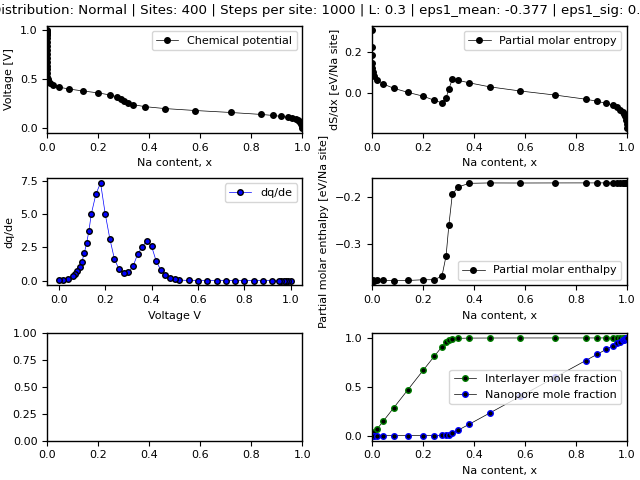 Distribution: Normal | Sites: 400 | Steps per site: 1000 | L: 0.3 | eps1_mean: -0.377 | eps1_sig: 0.
Voltage [V]
1.0
0.5
0.0
Chemical potential
0.0 0.2 0.4 0.6 0.8 1.0
Na content, x
dS/dx [eV/Na site]
0.2
0.0
Partial molar entropy
0.0 0.2 0.4 0.6 0.8 1.0
Na content, x
dq/de
7.5
5.0
2.5
0.0
dq/de
0.0 0.2 0.4 0.6 0.8 1.0
Voltage V
Partial molar enthalpy [eV/Na site]
−0.2
−0.3
Partial molar enthalpy
0.0 0.2 0.4 0.6 0.8 1.0
Na content, x
1.00
0.75
0.50
0.25
0.00
0.0 0.2 0.4 0.6 0.8 1.0
1.0
0.5
0.0
Interlayer mole fraction
Nanopore mole fraction
0.0 0.2 0.4 0.6 0.8 1.0
Na content, x